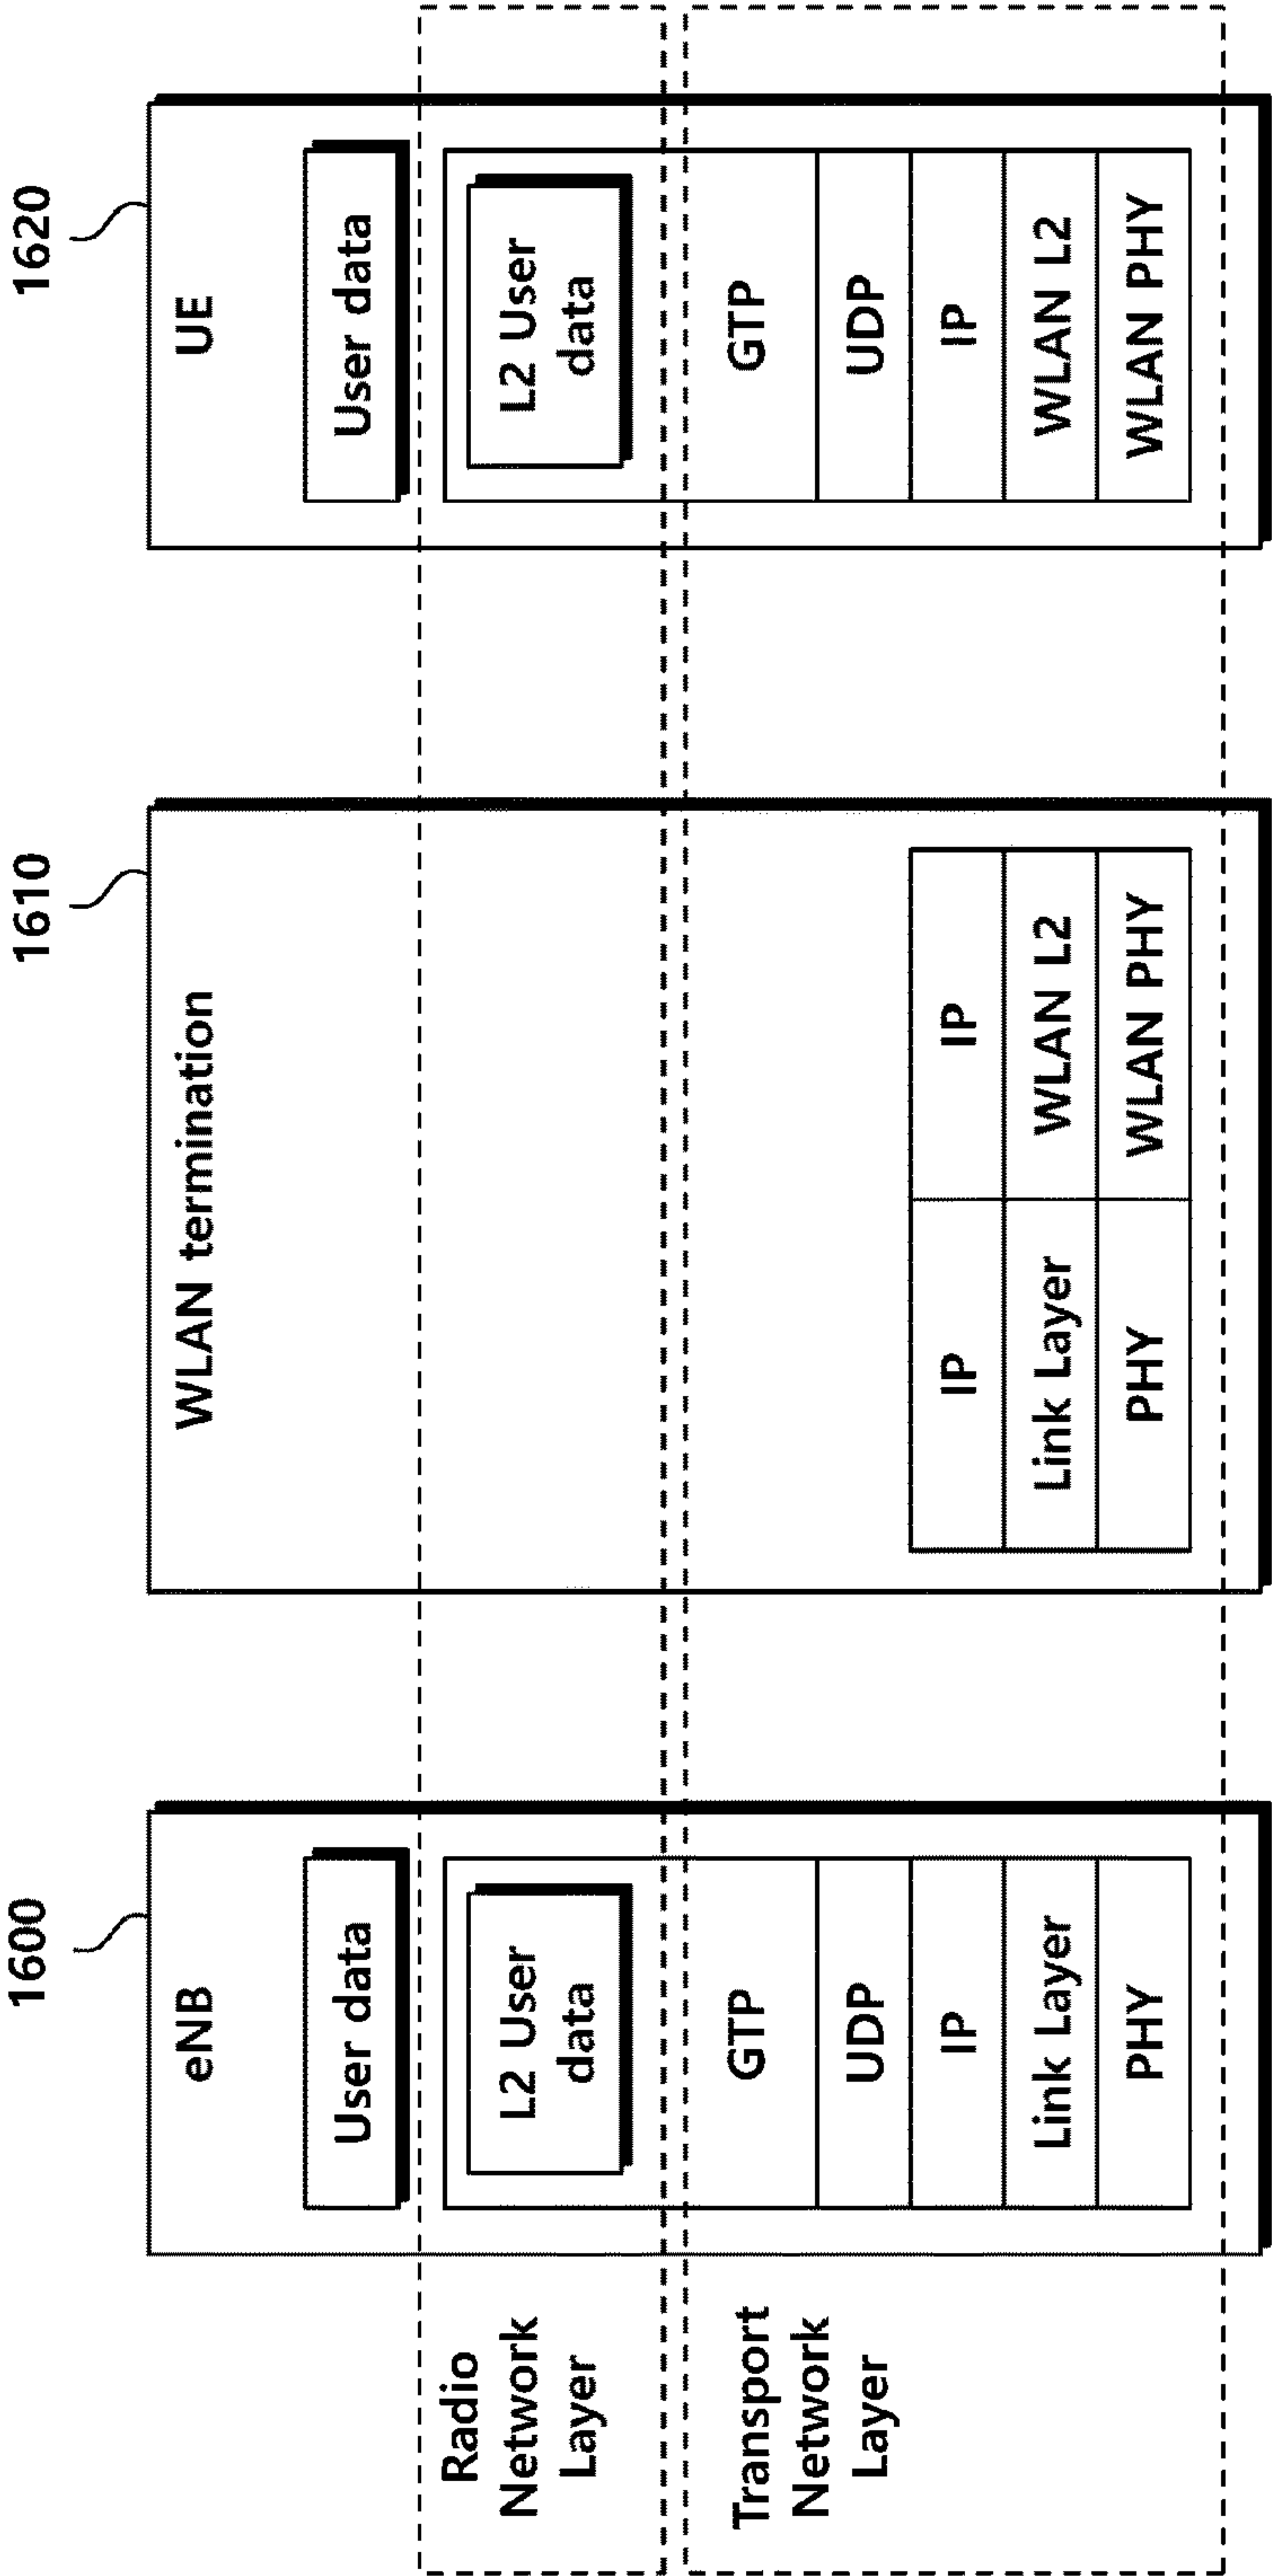 1600
1610
1620
eNB
WLAN termination
UE
User data
User data
Radio
Network
Layer
L2 User
data
L2 User
data
Transport
Network
Layer
GTP
GTP
UDP
UDP
IP
IP
IP
IP
Link Layer
Link Layer
WLAN L2
WLAN L2
PHY
PHY
WLAN PHY
WLAN PHY